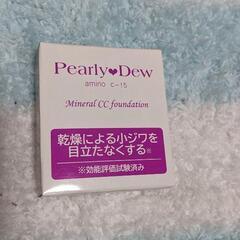 Pearly♥Dew
amino c-15
Mineral CC foundation
乾燥による小ジワを
目立たなくする※
※効能評価試験済み